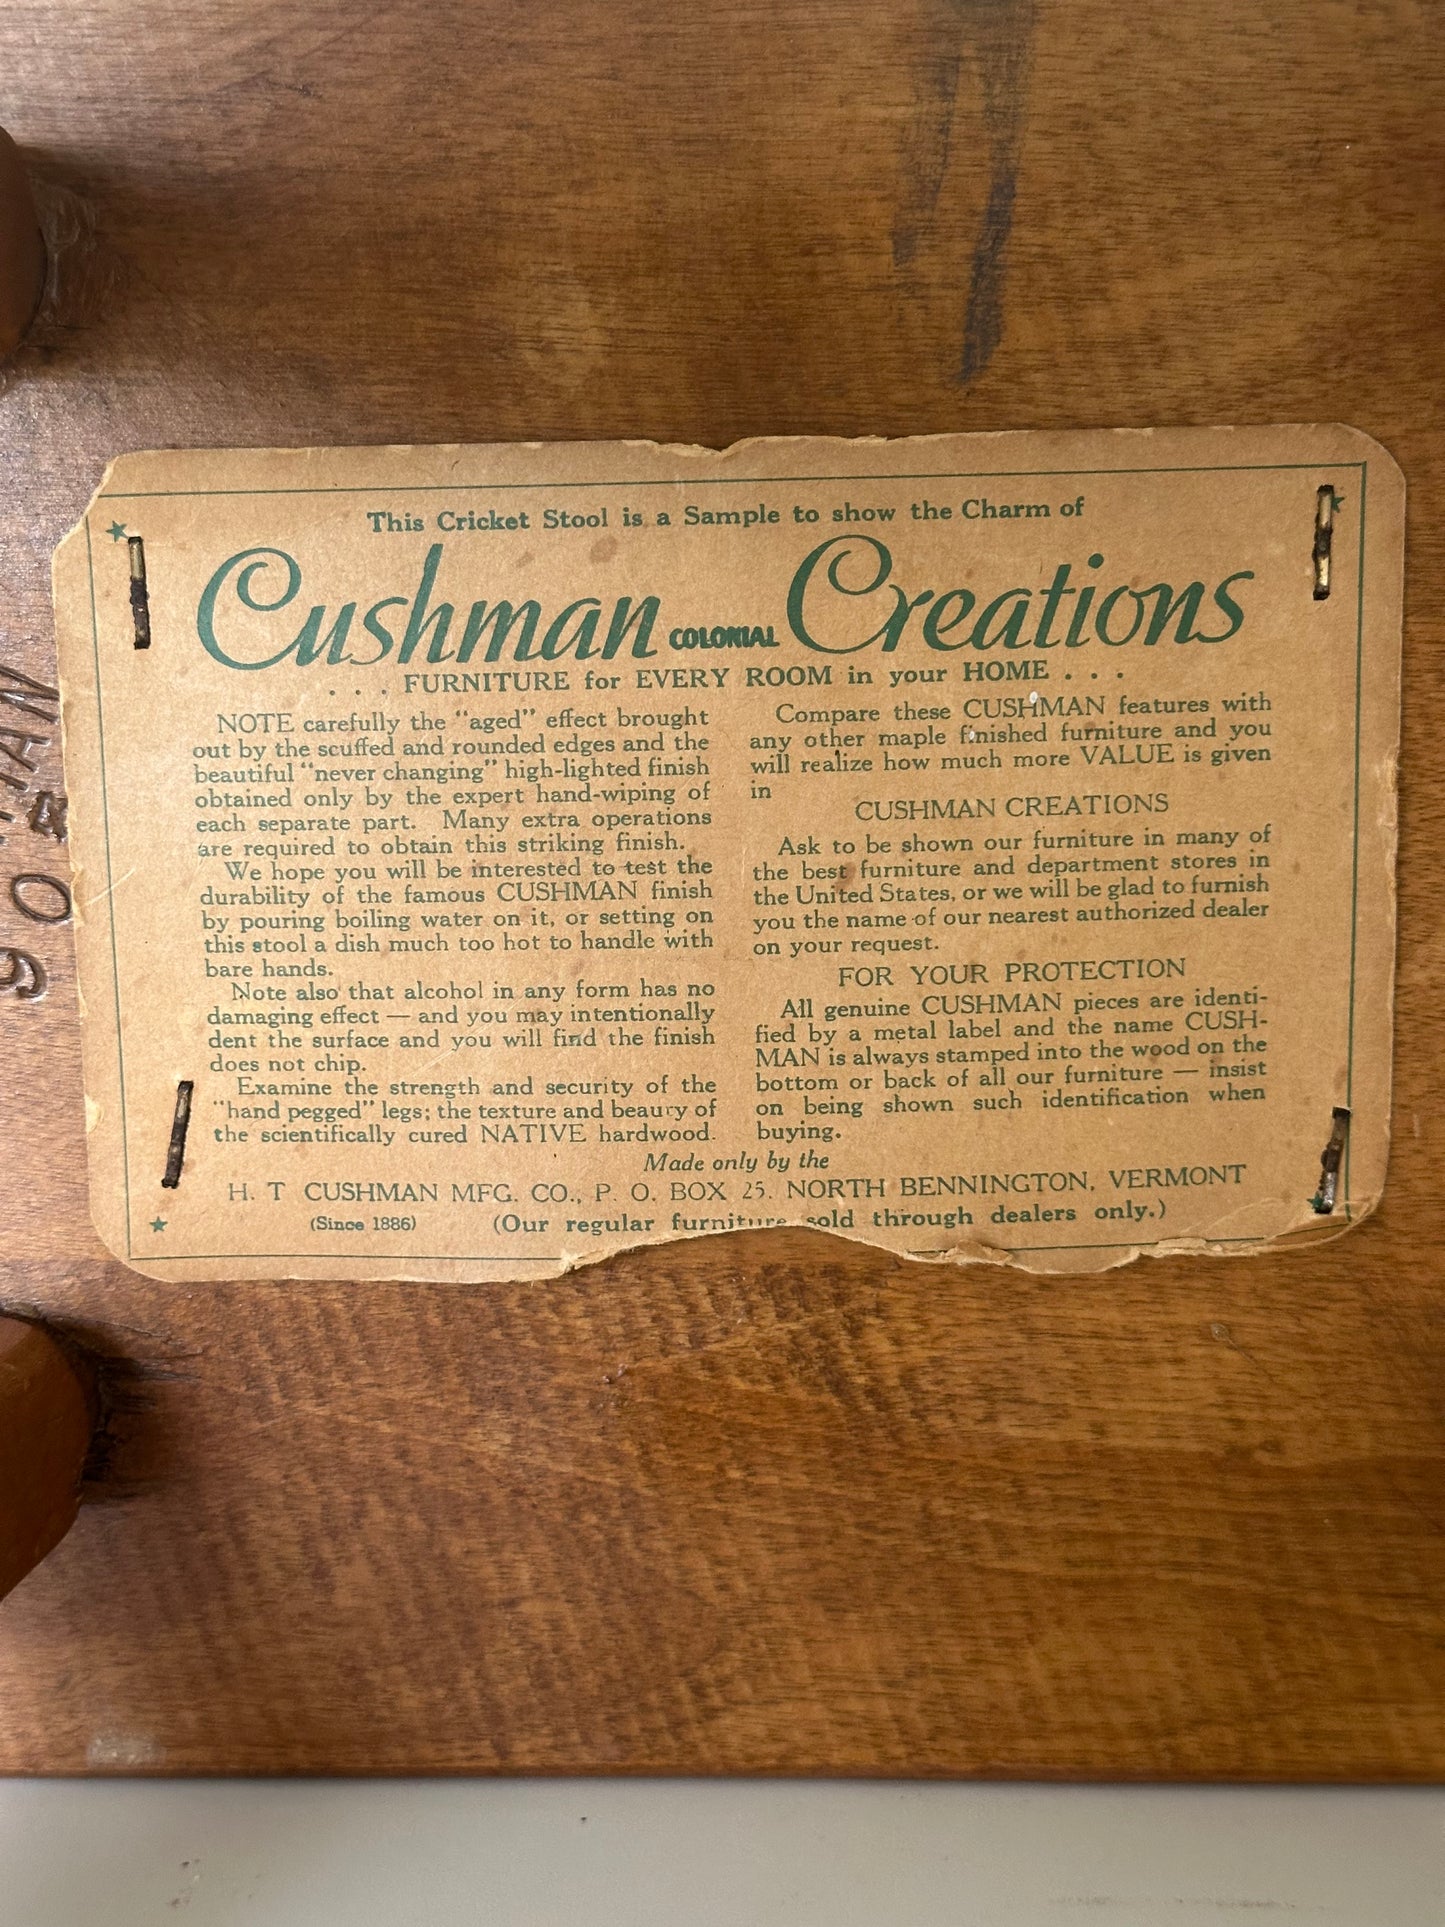 This Cricket Stool is a Sample to show the Charm of
Cushman COLONIAL Creations
. . . FURNITURE for EVERY ROOM in your HOME . . .
NOTE carefully the "aged" effect brought
out by the scuffed and rounded edges and the
beautiful "never changing" high-lighted finish
obtained only by the expert hand-wiping of
each separate part. Many extra operations
are required to obtain this striking finish.
We hope you will be interested to test the
durability of the famous CUSHMAN finish
by pouring boiling water on it, or setting on
this stool a dish much too hot to handle with
bare hands.
Note also that alcohol in any form has no
damaging effect — and you may intentionally
dent the surface and you will find the finish
does not chip.
Examine the strength and security of the
"hand pegged" legs; the texture and beauty of
the scientifically cured NATIVE hardwood.
Compare these CUSHMAN features with
any other maple finished furniture and you
will realize how much more VALUE is given
in
CUSHMAN CREATIONS
Ask to be shown our furniture in many of
the best furniture and department stores in
the United States, or we will be glad to furnish
you the name of our nearest authorized dealer
on your request.
FOR YOUR PROTECTION
All genuine CUSHMAN pieces are identi-
fied by a metal label and the name CUSH-
MAN is always stamped into the wood on the
bottom or back of all our furniture — insist
on being shown such identification when
buying.
Made only by the
H. T CUSHMAN MFG. CO., P. O. BOX 25. NORTH BENNINGTON, VERMONT
(Since 1886) (Our regular furniture sold through dealers only.)